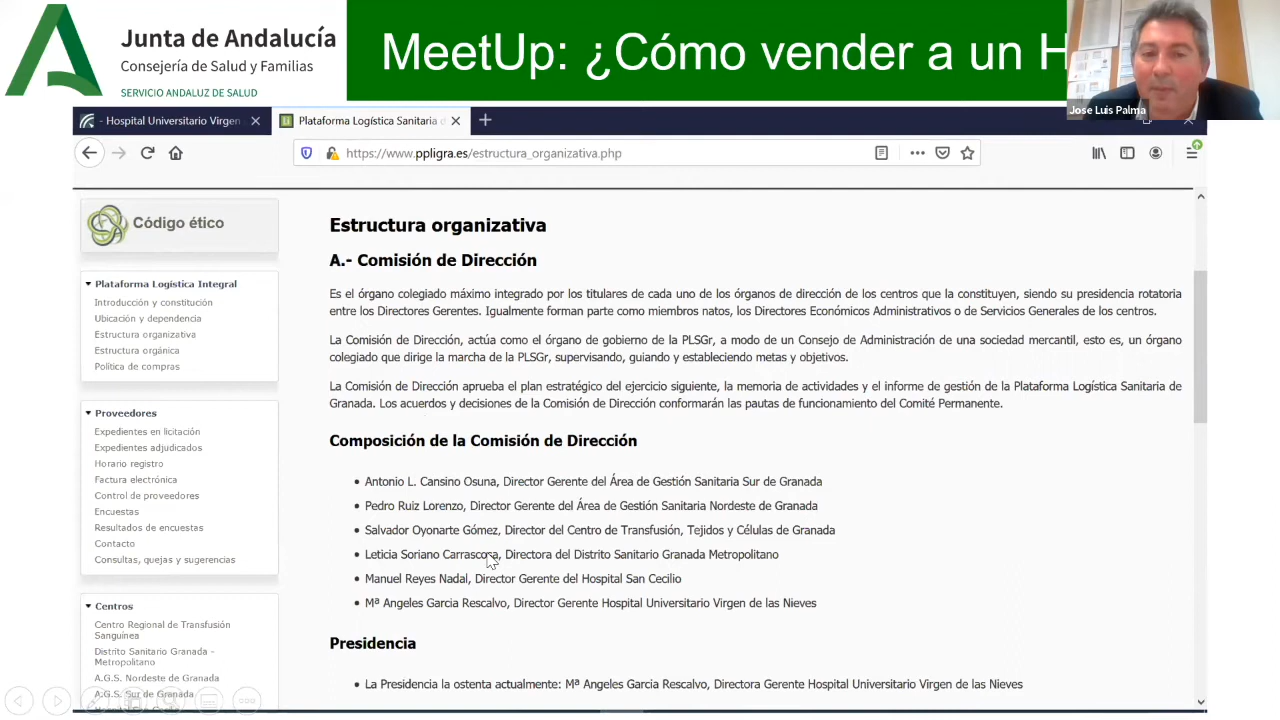 Junta de Andalucía
Consejería de Salud y Familias
SERVICIO ANDALUZ DE SALUD
MeetUp: ¿Cómo vender a un H
Jose Luis Palma
- Hospital Universitario Virgen
Plataforma Logística Sanitaria d
https://www.ppligra.es/estructura_organizativa.php
Código ético
Plataforma Logística Integral
Introducción y constitución
Ubicación y dependencia
Estructura organizativa
Estructura orgánica
Política de compras
Proveedores
Expedientes en licitación
Expedientes adjudicados
Horario registro
Factura electrónica
Control de proveedores
Encuestas
Resultados de encuestas
Contacto
Consultas, quejas y sugerencias
Centros
Centro Regional de Transfusión
Sanguínea
Distrito Sanitario Granada -
Metropolitano
A.G.S. Nordeste de Granada
A.G.S. Sur de Granada
Estructura organizativa
A.- Comisión de Dirección
Es el órgano colegiado máximo integrado por los titulares de cada uno de los órganos de dirección de los centros que la constituyen, siendo su presidencia rotatoria
entre los Directores Gerentes. Igualmente forman parte como miembros natos, los Directores Económicos Administrativos o de Servicios Generales de los centros.
La Comisión de Dirección, actúa como el órgano de gobierno de la PLSGr, a modo de un Consejo de Administración de una sociedad mercantil, esto es, un órgano
colegiado que dirige la marcha de la PLSGr, supervisando, guiando y estableciendo metas y objetivos.
La Comisión de Dirección aprueba el plan estratégico del ejercicio siguiente, la memoria de actividades y el informe de gestión de la Plataforma Logística Sanitaria de
Granada. Los acuerdos y decisiones de la Comisión de Dirección conformarán las pautas de funcionamiento del Comité Permanente.
Composición de la Comisión de Dirección
Antonio L. Cansino Osuna, Director Gerente del Área de Gestión Sanitaria Sur de Granada
Pedro Ruiz Lorenzo, Director Gerente del Área de Gestión Sanitaria Nordeste de Granada
Salvador Oyonarte Gómez, Director del Centro de Transfusión, Tejidos y Células de Granada
Leticia Soriano Carrascosa, Directora del Distrito Sanitario Granada Metropolitano
Manuel Reyes Nadal, Director Gerente del Hospital San Cecilio
Mª Angeles Garcia Rescalvo, Director Gerente Hospital Universitario Virgen de las Nieves
Presidencia
La Presidencia la ostenta actualmente: Mª Angeles Garcia Rescalvo, Directora Gerente Hospital Universitario Virgen de las Nieves